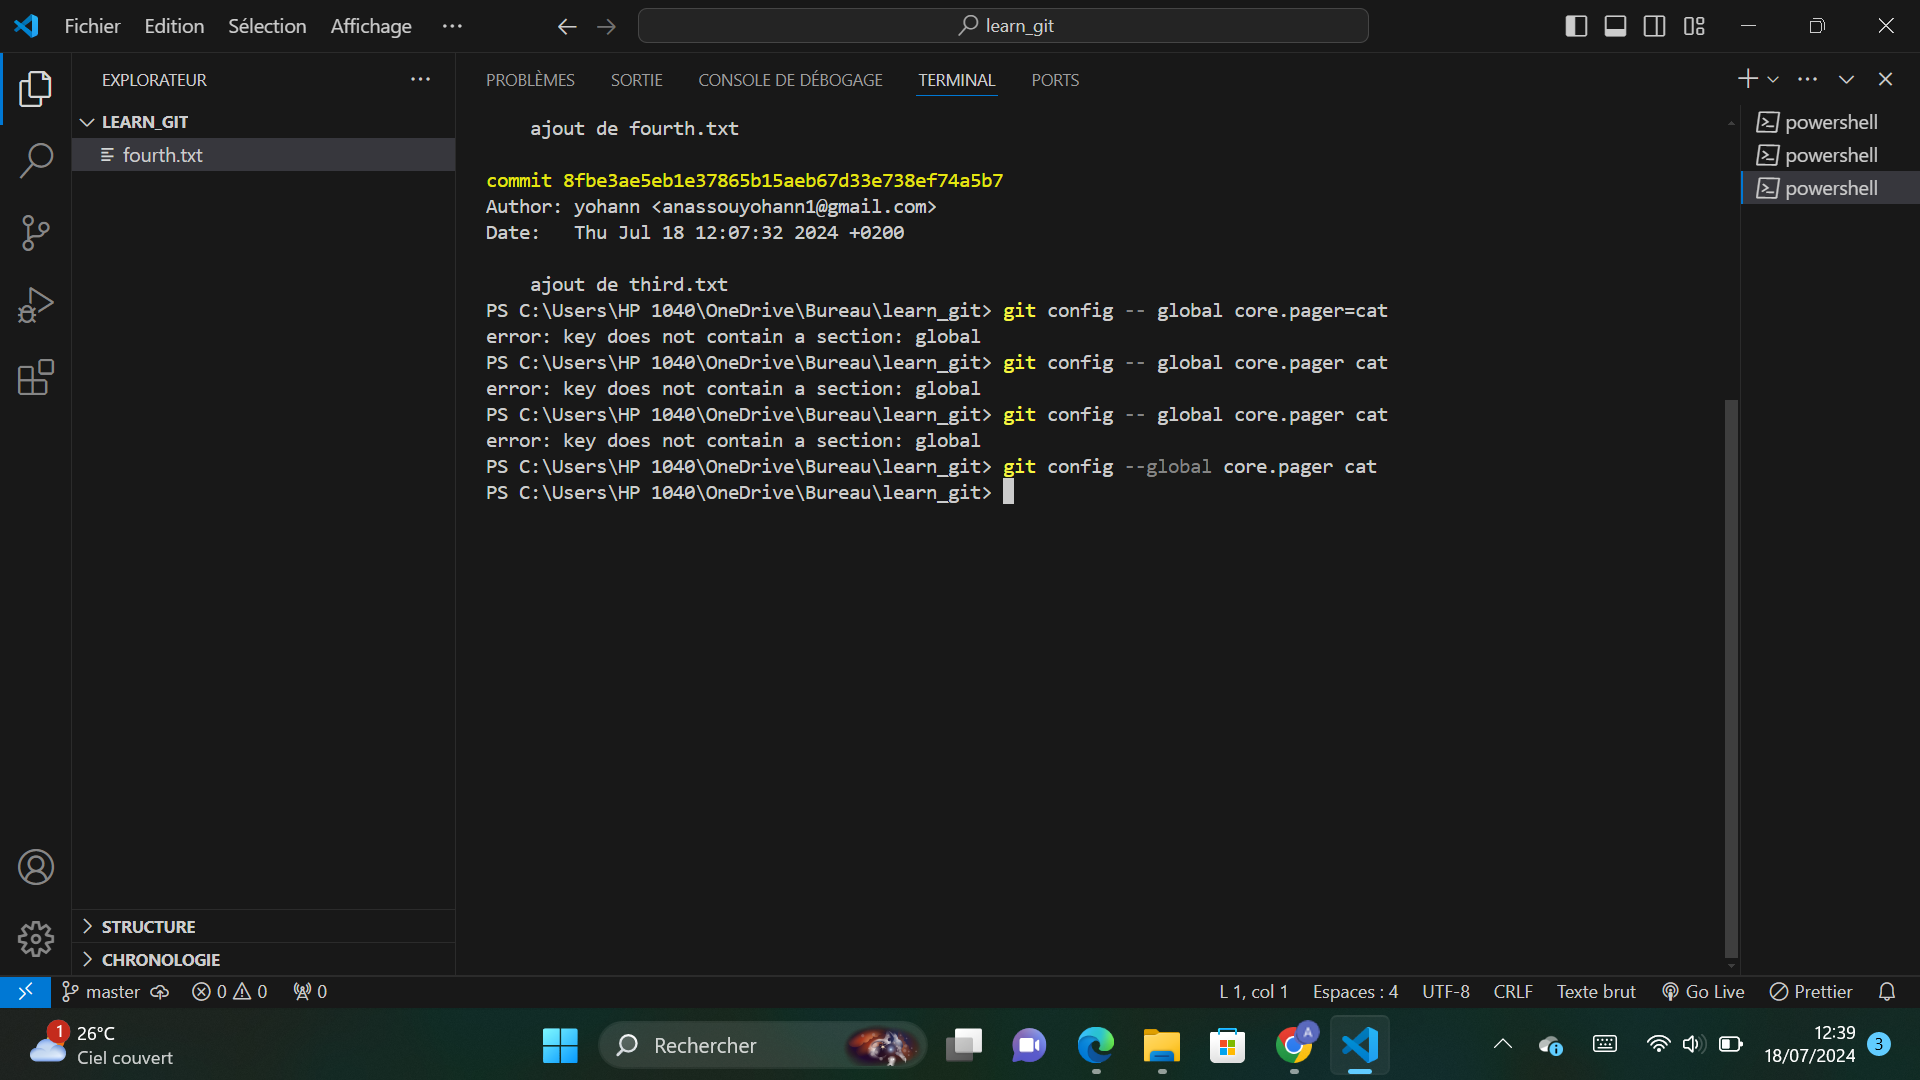 Fichier Edition Sélection Affichage ···
learn_git
EXPLORATEUR ···
LEARN_GIT
fourth.txt
STRUCTURE
CHRONOLOGIE
PROBLÈMES SORTIE CONSOLE DE DÉBOGAGE TERMINAL PORTS
ajout de fourth.txt
commit 8fbe3ae5eb1e37865b15aeb67d33e738ef74a5b7
Author: yohann <anassouyohann1@gmail.com>
Date:   Thu Jul 18 12:07:32 2024 +0200
ajout de third.txt
PS C:\Users\HP 1040\OneDrive\Bureau\learn_git> git config -- global core.pager=cat
error: key does not contain a section: global
PS C:\Users\HP 1040\OneDrive\Bureau\learn_git> git config -- global core.pager cat
error: key does not contain a section: global
PS C:\Users\HP 1040\OneDrive\Bureau\learn_git> git config -- global core.pager cat
error: key does not contain a section: global
PS C:\Users\HP 1040\OneDrive\Bureau\learn_git> git config --global core.pager cat
PS C:\Users\HP 1040\OneDrive\Bureau\learn_git>
powershell
powershell
powershell
master 0 0 0 L 1, col 1 Espaces : 4 UTF-8 CRLF Texte brut Go Live Prettier
1 26°C
Ciel couvert
Rechercher
A
12:39
18/07/2024
3